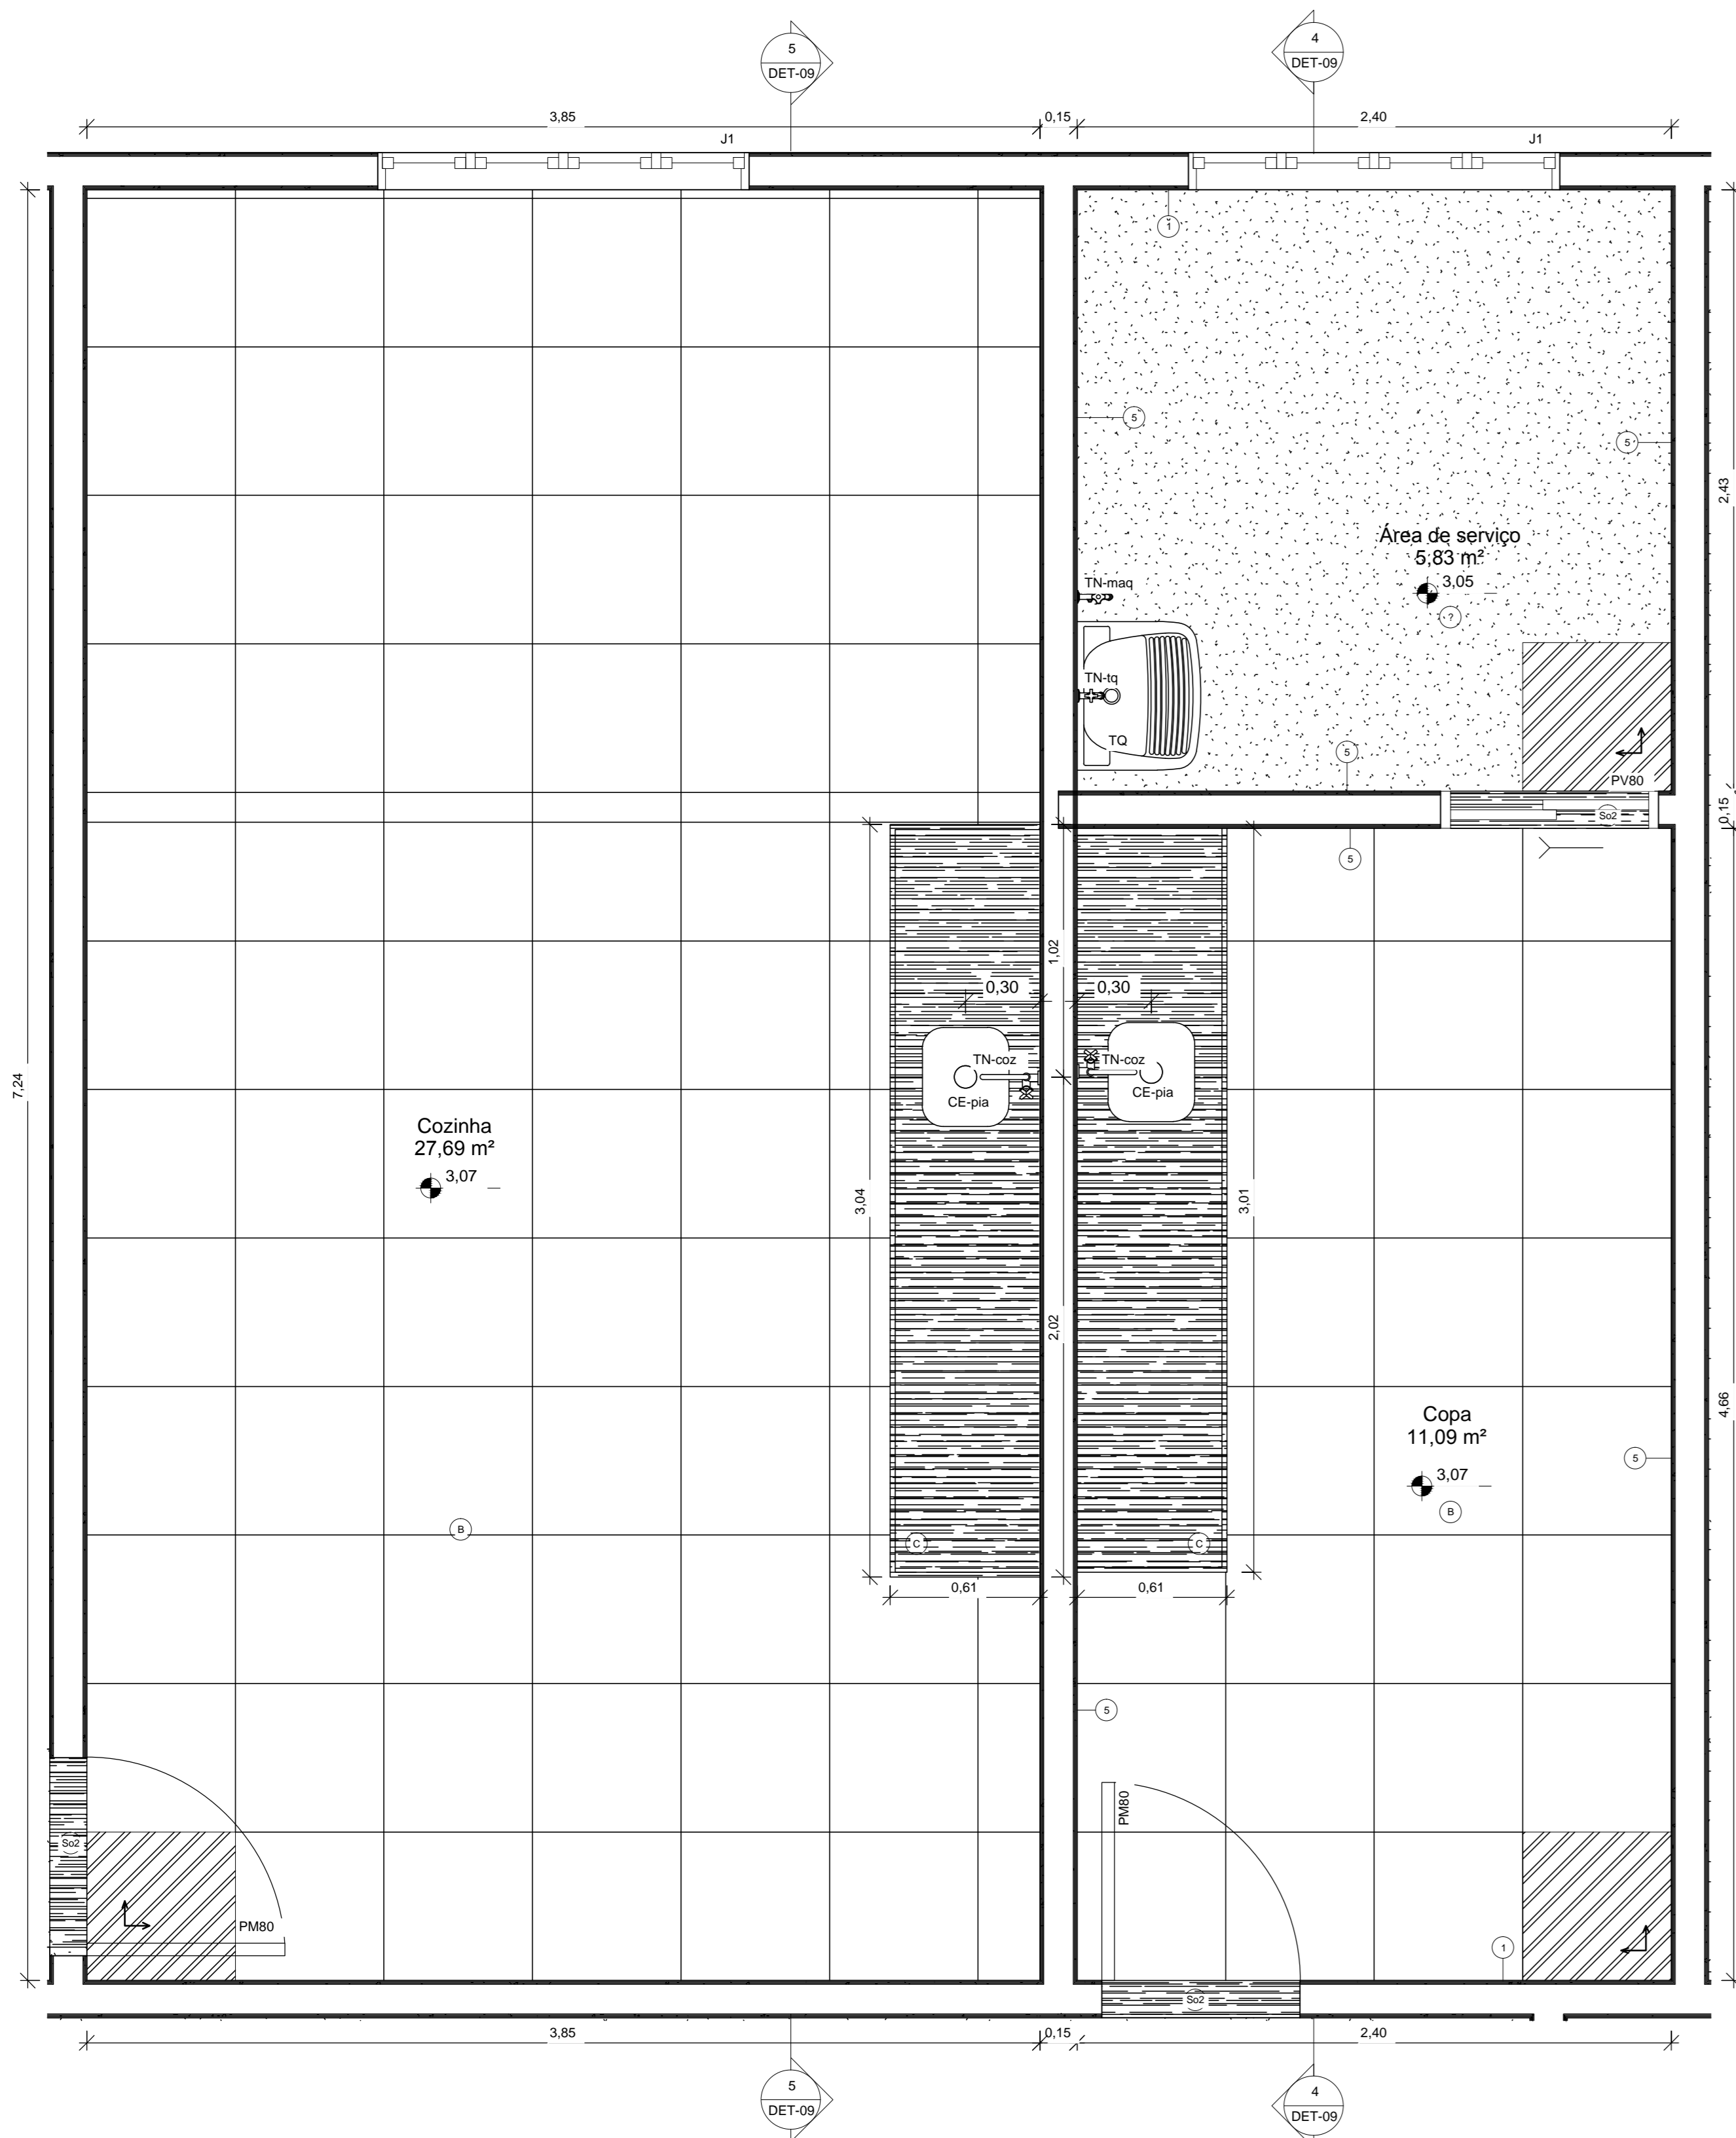 5
DET-09
4
DET-09
3,85
0,15
2,40
J1
J1
1
5
5
2,43
Área de serviço
5,83 m²
3,05
?
TN-maq
TN-tq
TQ
5
PV80
So2
0,15
5
1,02
0,30
0,30
TN-coz
TN-coz
CE-pia
CE-pia
7,24
Cozinha
27,69 m²
3,07
3,04
3,01
2,02
4,66
Copa
11,09 m²
3,07
5
B
B
C
C
0,61
0,61
5
PM80
So2
PM80
1
So2
3,85
0,15
2,40
5
DET-09
4
DET-09